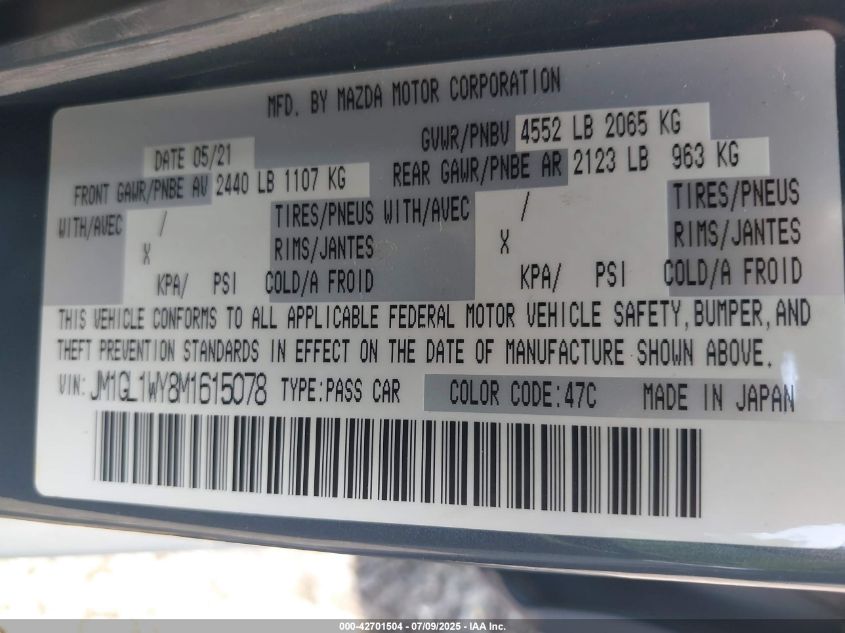 MFD. BY MAZDA MOTOR CORPORATION
DATE 05/21 GVWR/PNBV 4552 LB 2065 KG
FRONT GAWR/PNBE AV 2440 LB 1107 KG REAR GAWR/PNBE AR 2123 LB 963 KG
WITH/AVEC / TIRES/PNEUS WITH/AVEC / TIRES/PNEUS
X RIMS/JANTES X RIMS/JANTES
KPA/ PSI COLD/A FROID KPA/ PSI COLD/A FROID
THIS VEHICLE CONFORMS TO ALL APPLICABLE FEDERAL MOTOR VEHICLE SAFETY, BUMPER, AND
THEFT PREVENTION STANDARDS IN EFFECT ON THE DATE OF MANUFACTURE SHOWN ABOVE.
VIN: JM1GL1WY8M1615078 TYPE:PASS CAR COLOR CODE:47C MADE IN JAPAN
000-42701504 / 07/09/2025 - IAA Inc.